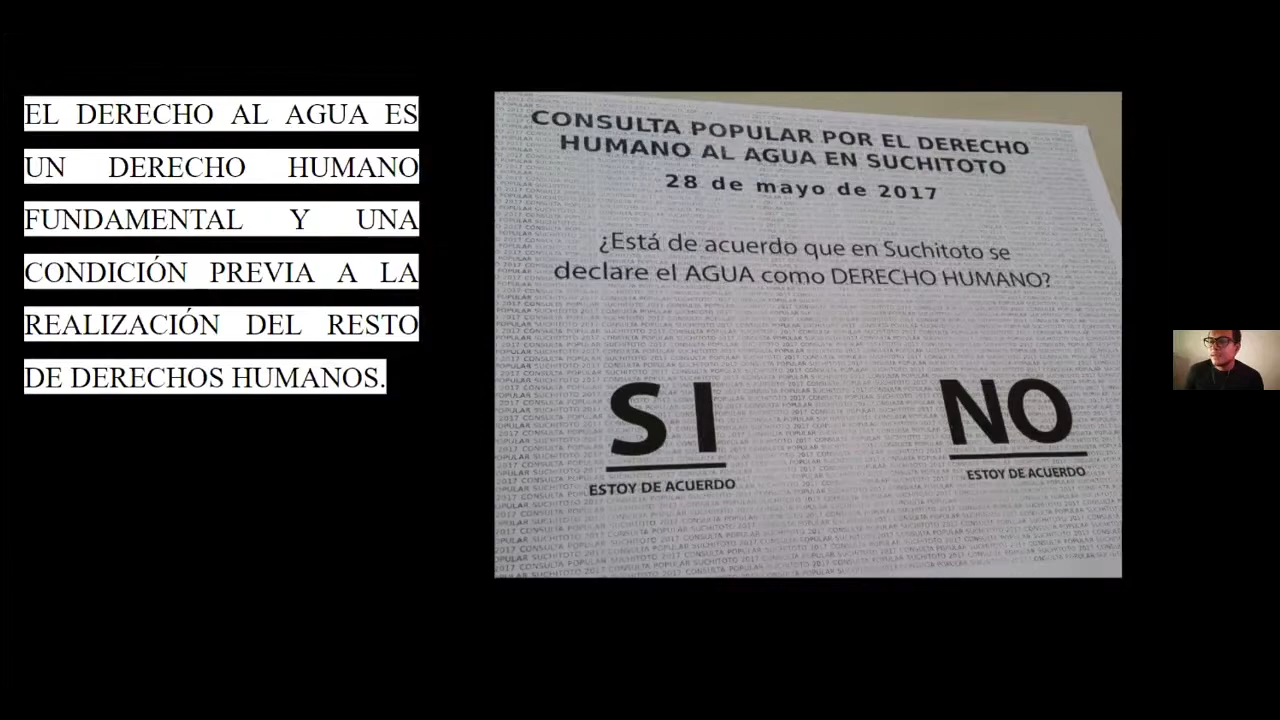 EL DERECHO AL AGUA ES
UN DERECHO HUMANO
FUNDAMENTAL Y UNA
CONDICIÓN PREVIA A LA
REALIZACIÓN DEL RESTO
DE DERECHOS HUMANOS.
CONSULTA POPULAR POR EL DERECHO
HUMANO AL AGUA EN SUCHITOTO
28 de mayo de 2017
¿Está de acuerdo que en Suchitoto se
declare el AGUA como DERECHO HUMANO?
SI
ESTOY DE ACUERDO
NO
ESTOY DE ACUERDO